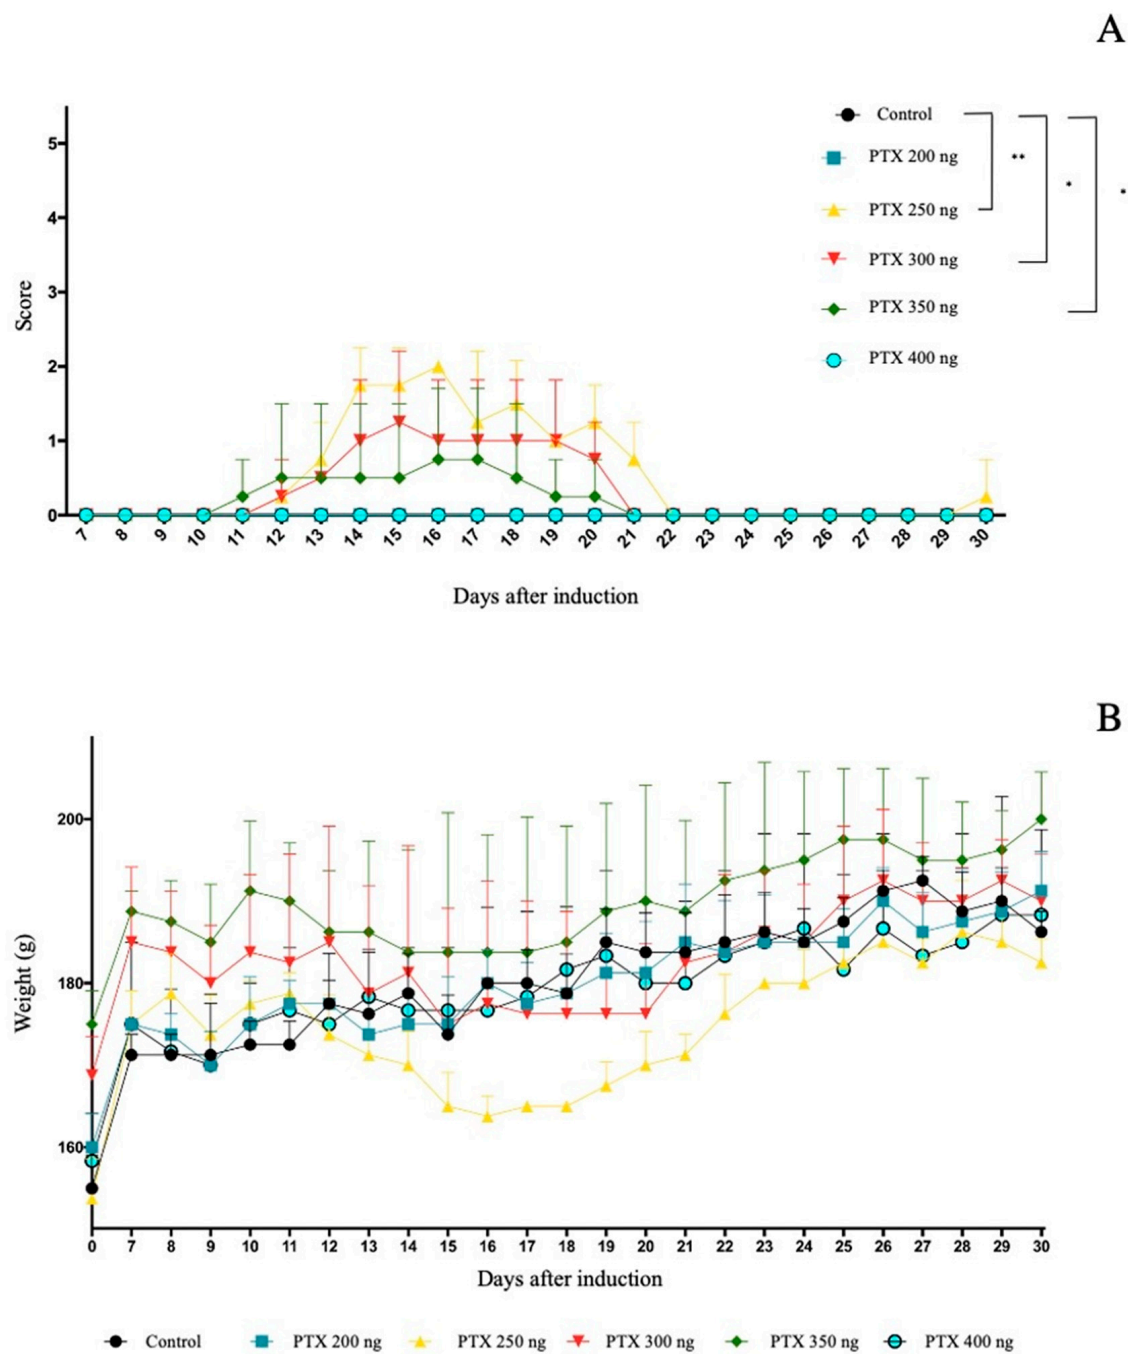 A
Control
PTX 200 ng
**
PTX 250 ng
*
*
PTX 300 ng
PTX 350 ng
PTX 400 ng
5
4
3
2
1
0
Score
7 8 9 10 11 12 13 14 15 16 17 18 19 20 21 22 23 24 25 26 27 28 29 30
Days after induction
B
200
180
160
Weight (g)
0 7 8 9 10 11 12 13 14 15 16 17 18 19 20 21 22 23 24 25 26 27 28 29 30
Days after induction
Control PTX 200 ng PTX 250 ng PTX 300 ng PTX 350 ng PTX 400 ng